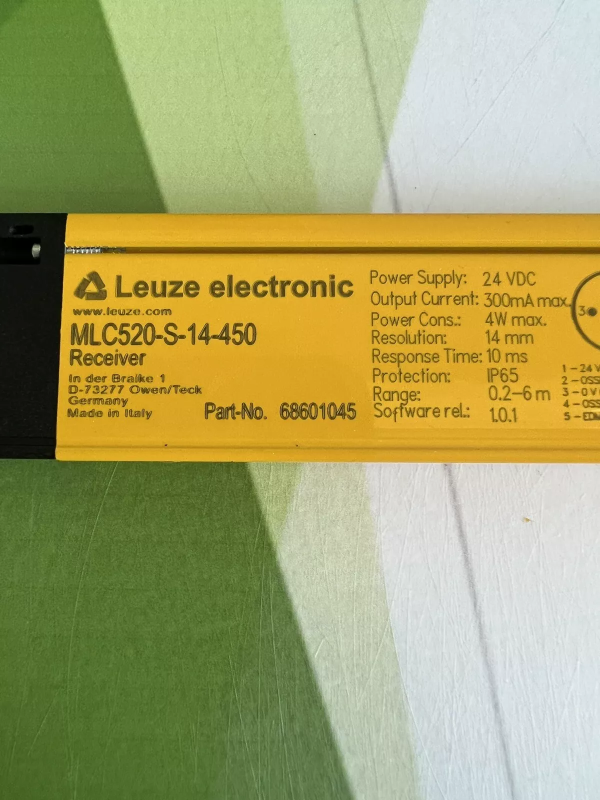 Leuze electronic
www.leuze.com
MLC520-S-14-450
Receiver
In der Braike 1
D-73277 Owen/Teck
Germany
Made in Italy
Part-No. 68601045
Power Supply: 24 VDC
Output Current: 300mA max.
Power Cons.: 4W max.
Resolution: 14 mm
Response Time: 10 ms
Protection: IP65
Range: 0.2-6 m
Software rel.: 1.0.1
3
1-24V
2-OSS
3-0V
4-OSS
5-EDM